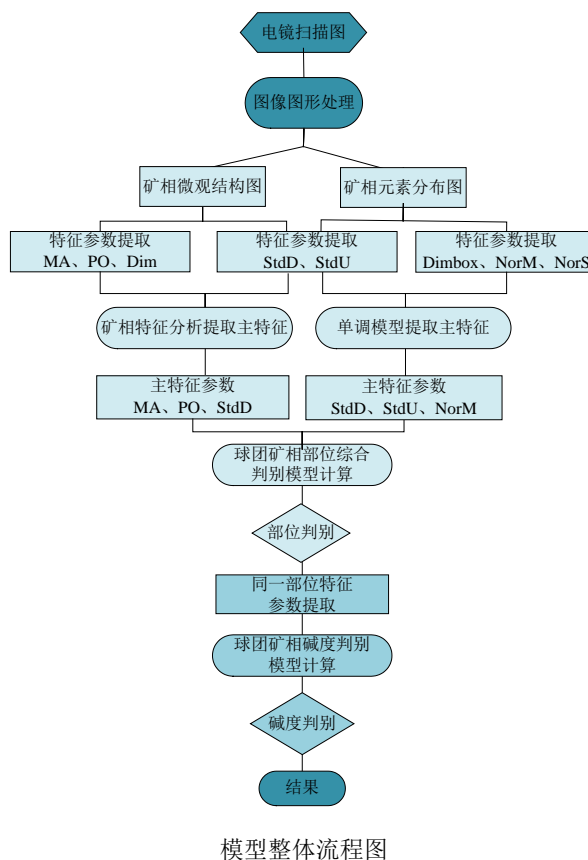 电镜扫描图
图像图形处理
矿相微观结构图
矿相元素分布图
特征参数提取
MA、PO、Dim
特征参数提取
StdD、StdU
特征参数提取
Dimbox、NorM、NorS
矿相特征分析提取主特征
单调模型提取主特征
主特征参数
MA、PO、StdD
主特征参数
StdD、StdU、NorM
球团矿相部位综合
判别模型计算
部位判别
同一部位特征
参数提取
球团矿相碱度判别
模型计算
碱度判别
结果
模型整体流程图